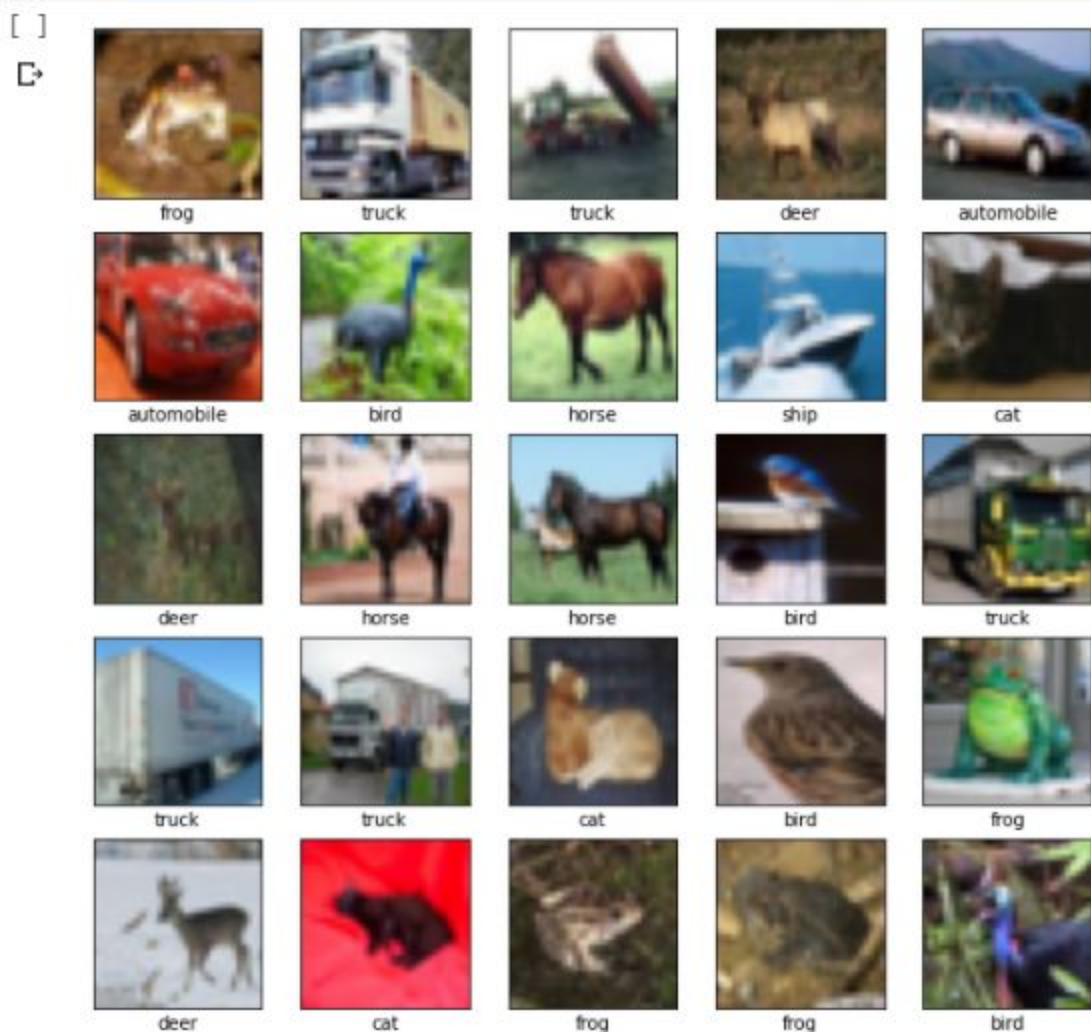 [ ]
frog truck truck deer automobile
automobile bird horse ship cat
deer horse horse bird truck
truck truck cat bird frog
deer cat frog frog bird